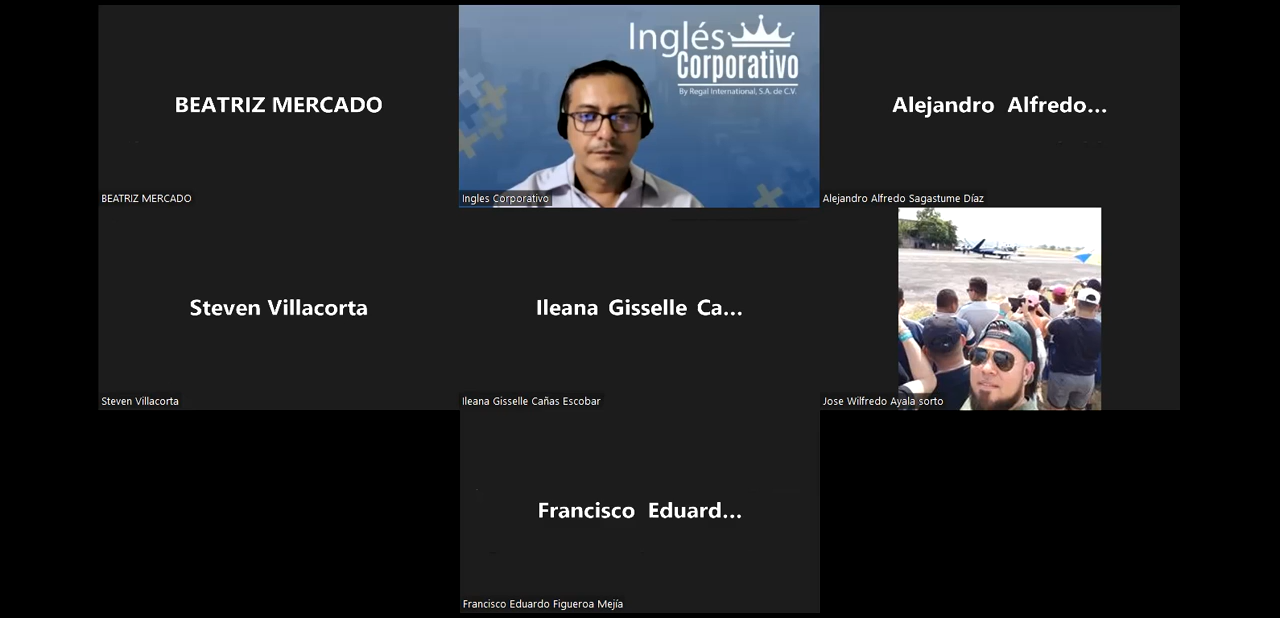 BEATRIZ MERCADO
BEATRIZ MERCADO
Inglés
Corporativo
By Regal International, S.A. de C.V.
Ingles Corporativo
Alejandro Alfredo...
Alejandro Alfredo Sagastume Díaz
Steven Villacorta
Steven Villacorta
Ileana Gisselle Ca...
Ileana Gisselle Cañas Escobar
Jose Wilfredo Ayala sorto
Francisco Eduard...
Francisco Eduardo Figueroa Mejía